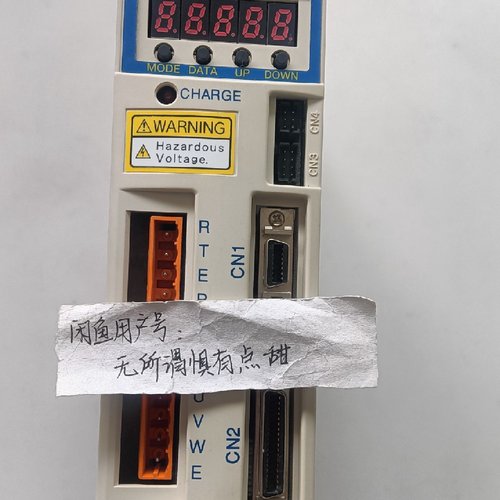 88888
MODE DATA UP DOWN
CHARGE
WARNING
Hazardous
Voltage.
CN4
CN3
R
T
E
P
CN1
闲鱼用户号:
无所谓惧有点甜
U
V
W
E
CN2